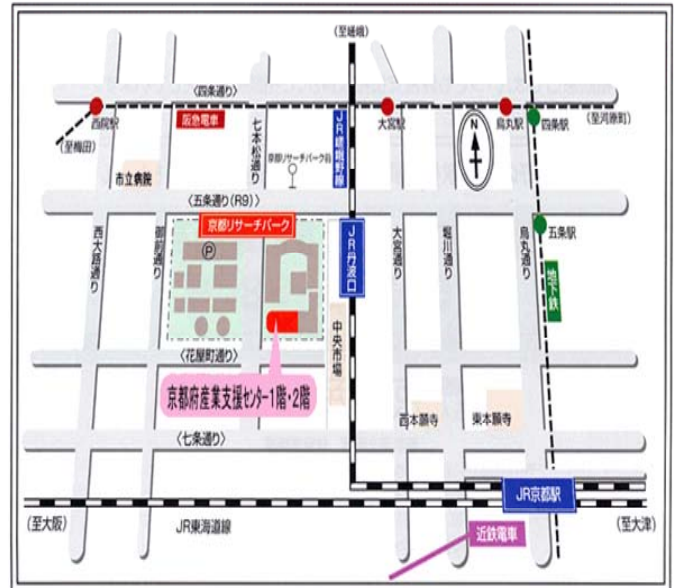 (至嵯峨)
〈四条通り〉
西院駅
阪急電車
大宮駅
烏丸駅
四条駅
(至河原町)
(至梅田)
七本松通り
JR嵯峨野線
N
京都リサーチパーク前
市立病院
〈五条通り(R9)〉
京都リサーチパーク
P
JR丹波口
五条駅
西大路通り
御前通り
大宮通り
堀川通り
烏丸通り
地下鉄
中央市場
〈花屋町通り〉
京都府産業支援センター1階・2階
西本願寺
東本願寺
〈七条通り〉
JR京都駅
(至大阪)
JR東海道線
近鉄電車
(至大津)